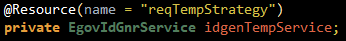 @Resource(name = "reqTempStrategy")
private EgovIdGnrService idgenTempService;